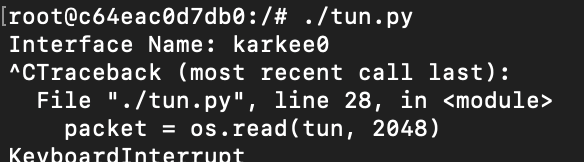 [root@c64eac0d7db0:/# ./tun.py
Interface Name: karkee0
^CTraceback (most recent call last):
  File "./tun.py", line 28, in <module>
    packet = os.read(tun, 2048)
KeyboardInterrupt